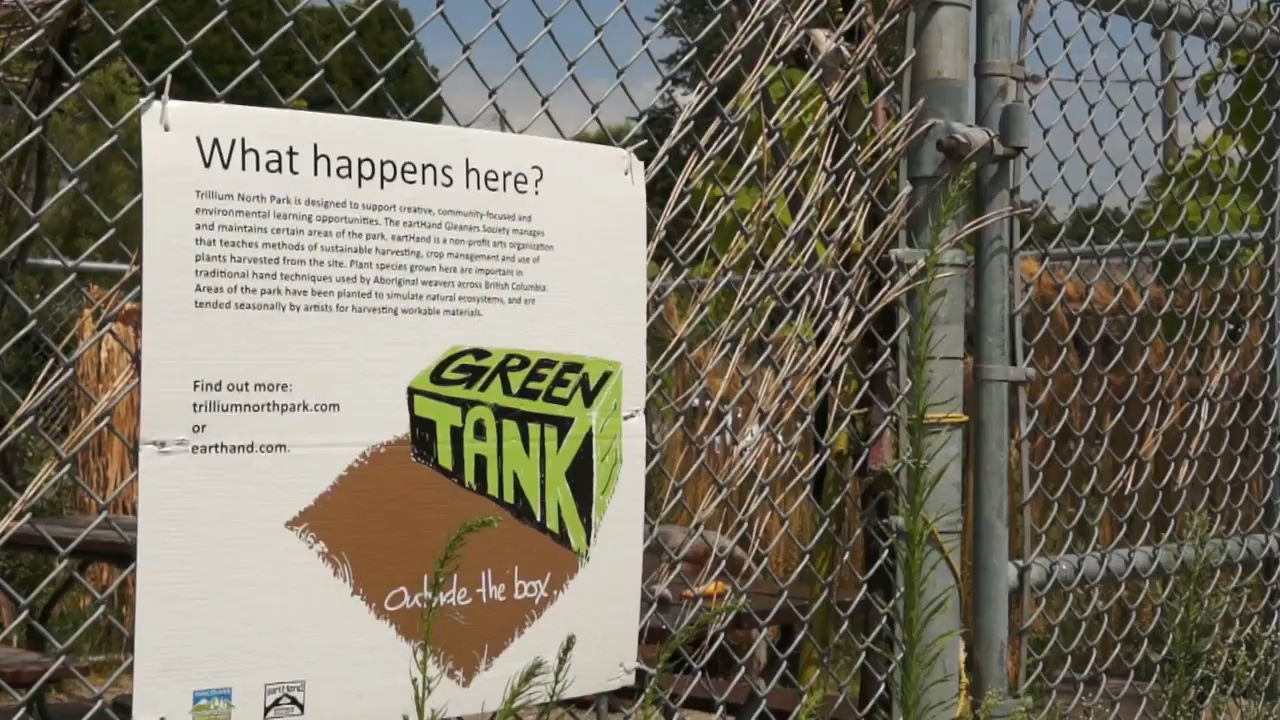 What happens here?
Trillium North Park is designed to support creative, community-focused and
environmental learning opportunities. The eartHand Gleaners Society manages
and maintains certain areas of the park. eartHand is a non-profit arts organization
that teaches methods of sustainable harvesting, crop management and use of
plants harvested from the site. Plant species grown here are important in
traditional hand techniques used by Aboriginal weavers across British Columbia.
Areas of the park have been planted to simulate natural ecosystems, and are
tended seasonally by artists for harvesting workable materials.
Find out more:
trilliumnorthpark.com
or
earthand.com.
GREEN
TANK
Outside the box
VANCOUVER
eartHand